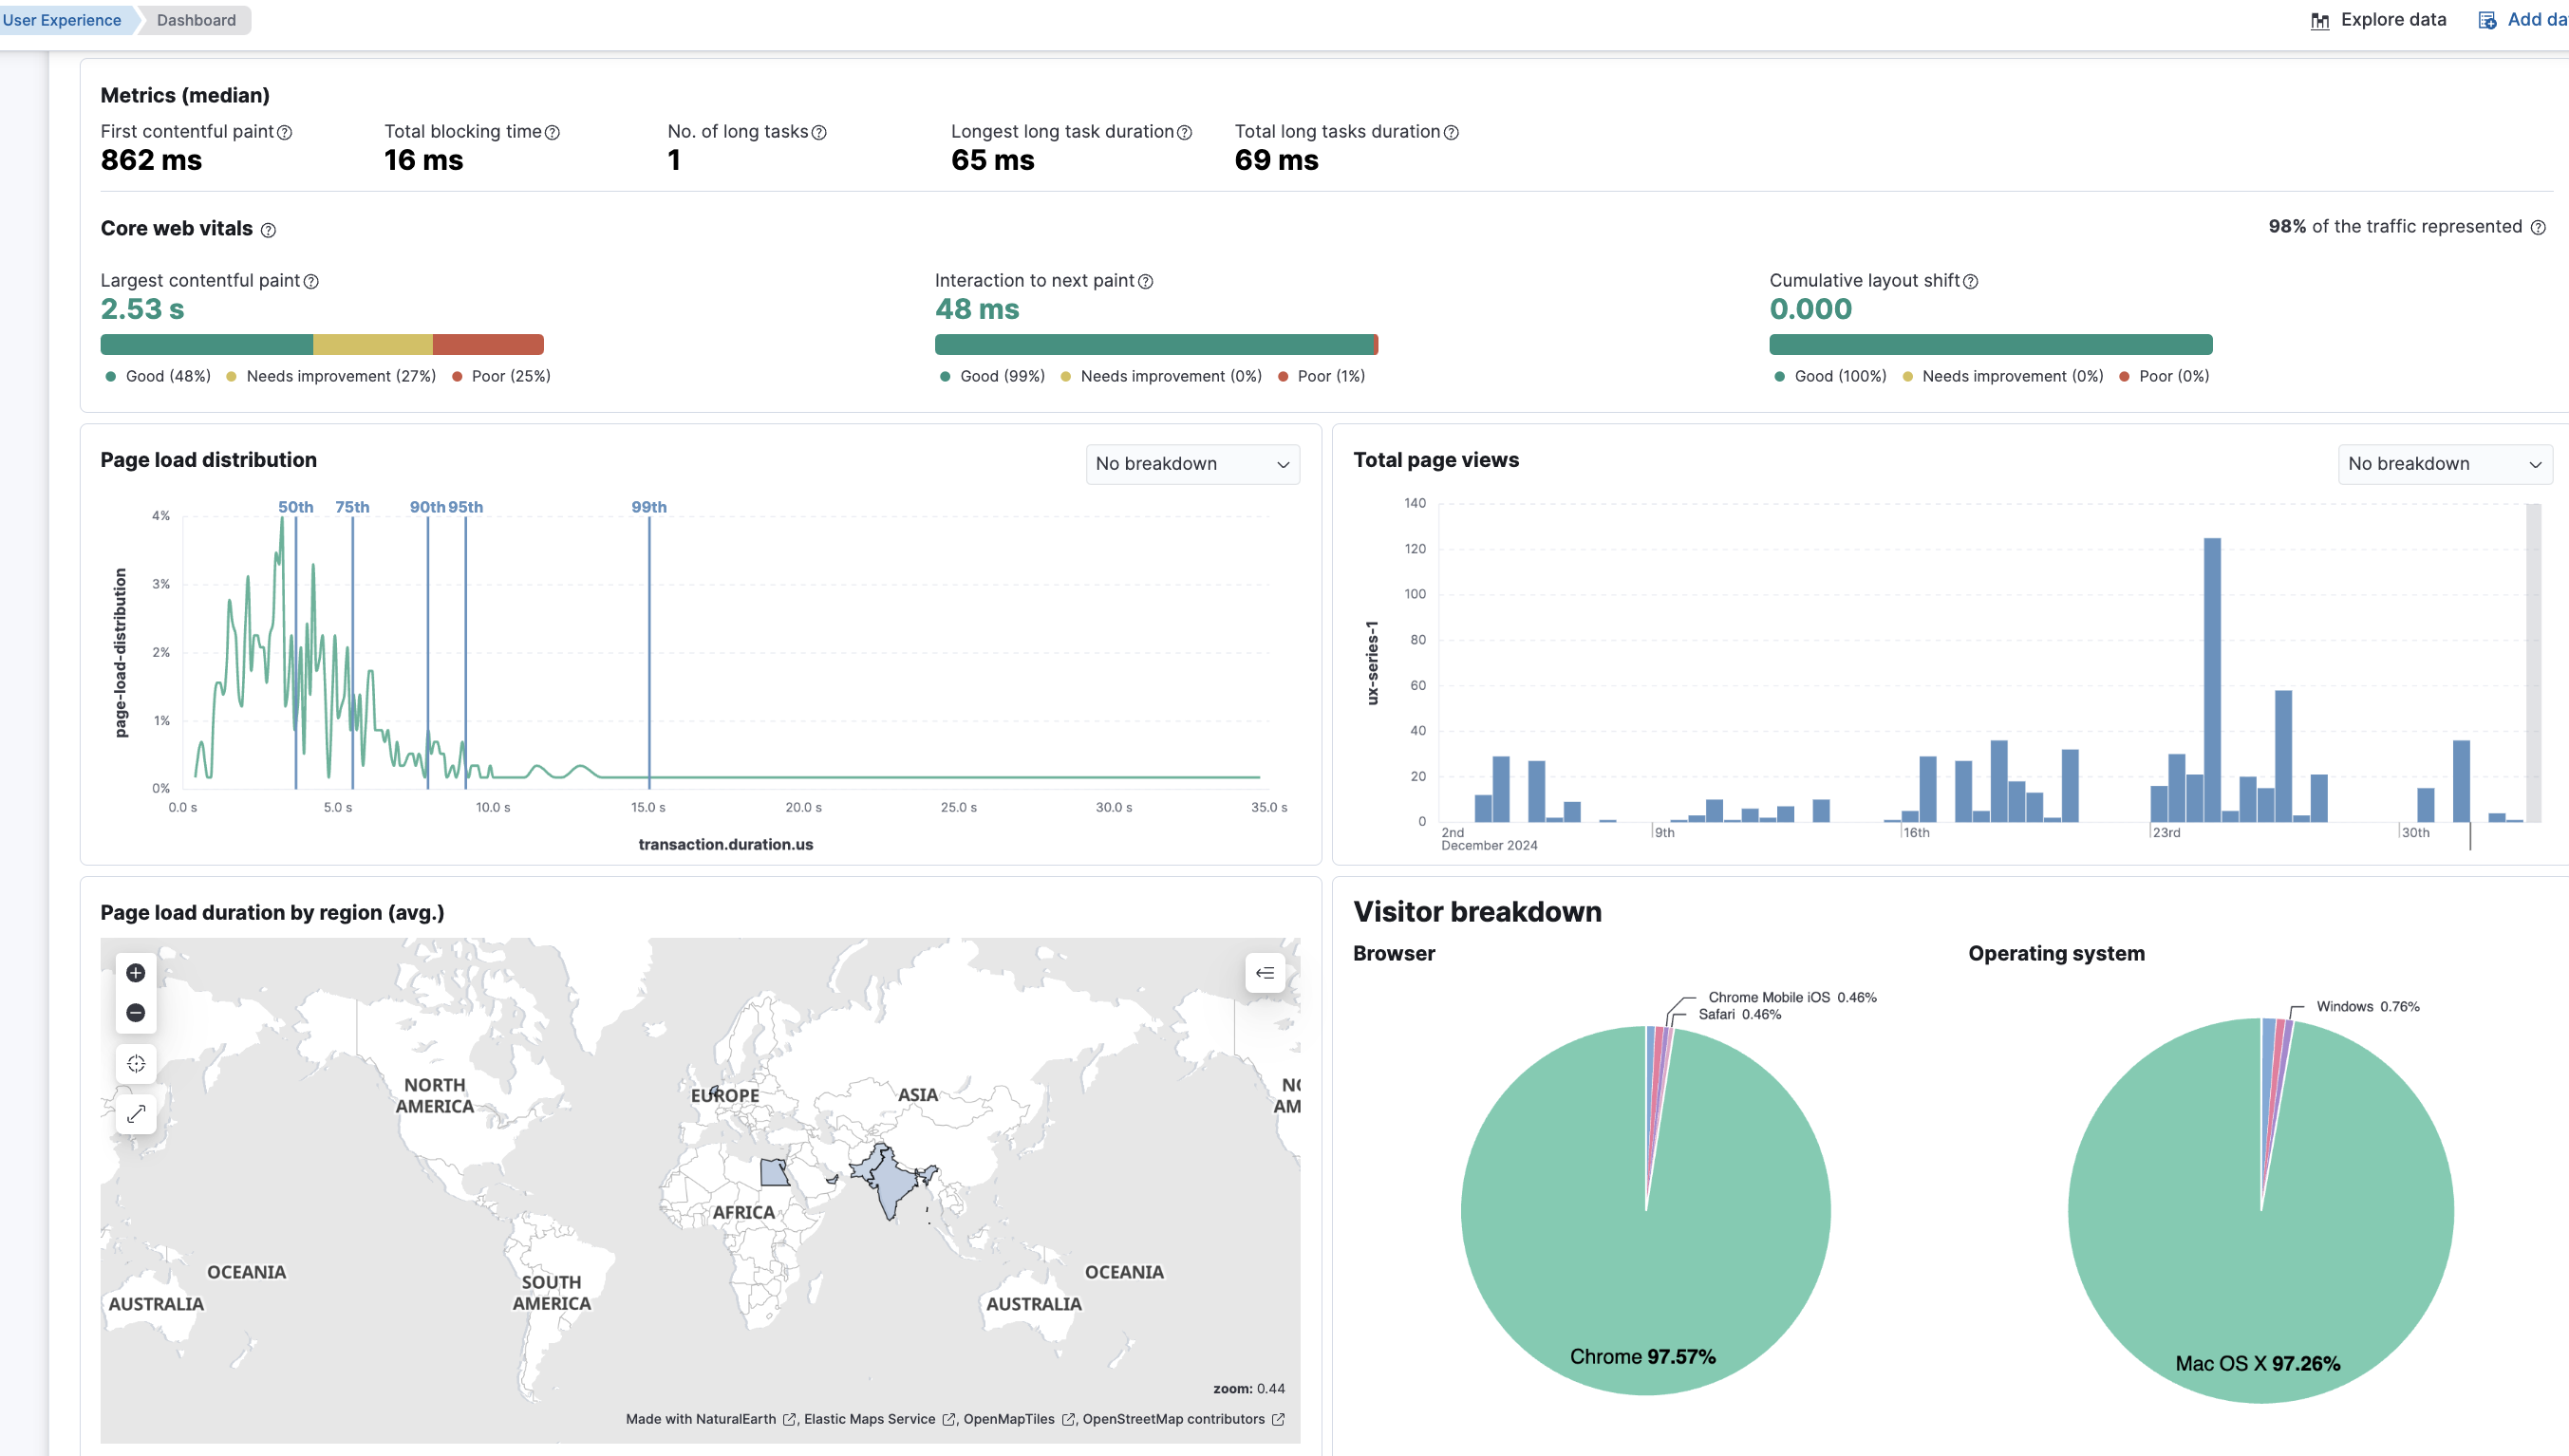 User Experience
Dashboard
Explore data
Add da
Metrics (median)
First contentful paint
862 ms
Total blocking time
16 ms
No. of long tasks
1
Longest long task duration
65 ms
Total long tasks duration
69 ms
Core web vitals
98% of the traffic represented
Largest contentful paint
2.53 s
Good (48%)
Needs improvement (27%)
Poor (25%)
Interaction to next paint
48 ms
Good (99%)
Needs improvement (0%)
Poor (1%)
Cumulative layout shift
0.000
Good (100%)
Needs improvement (0%)
Poor (0%)
Page load distribution
No breakdown
50th
75th
90th
95th
99th
4%
3%
2%
1%
0%
page-load-distribution
0.0 s
5.0 s
10.0 s
15.0 s
20.0 s
25.0 s
30.0 s
35.0 s
transaction.duration.us
Total page views
No breakdown
140
120
100
80
60
40
20
0
ux-series-1
2nd
December 2024
9th
16th
23rd
30th
Page load duration by region (avg.)
NORTH
AMERICA
EUROPE
ASIA
NO
AM
AFRICA
OCEANIA
AUSTRALIA
SOUTH
AMERICA
OCEANIA
AUSTRALIA
zoom: 0.44
Made with NaturalEarth , Elastic Maps Service , OpenMapTiles , OpenStreetMap contributors
Visitor breakdown
Browser
Chrome Mobile iOS 0.46%
Safari 0.46%
Chrome 97.57%
Operating system
Windows 0.76%
Mac OS X 97.26%